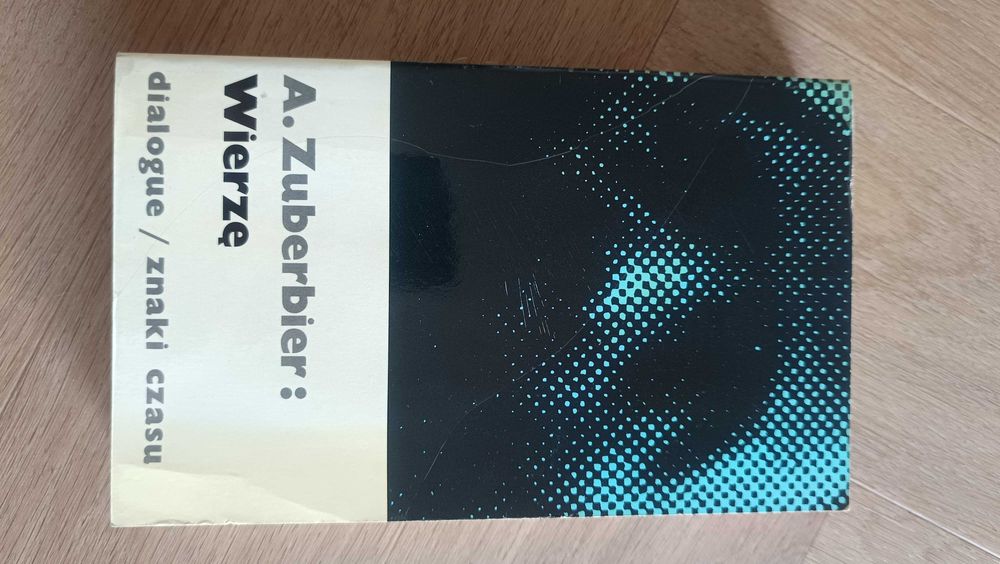 A. Zuberbier:
Wierzę
dialogue / znaki czasu